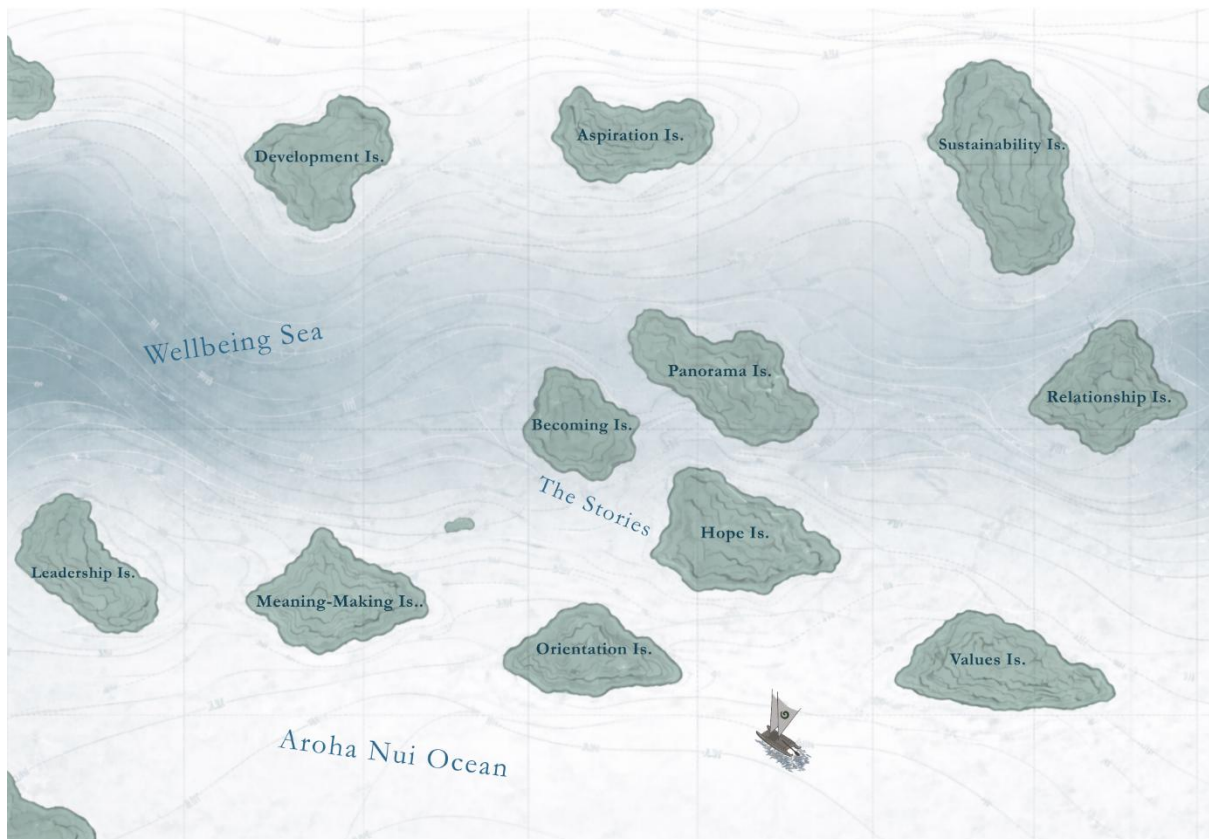 Development Is.
Aspiration Is.
Sustainability Is.
Wellbeing Sea
Panorama Is.
Relationship Is.
Becoming Is.
The Stories
Hope Is.
Leadership Is.
Meaning-Making Is..
Orientation Is.
Values Is.
Aroha Nui Ocean